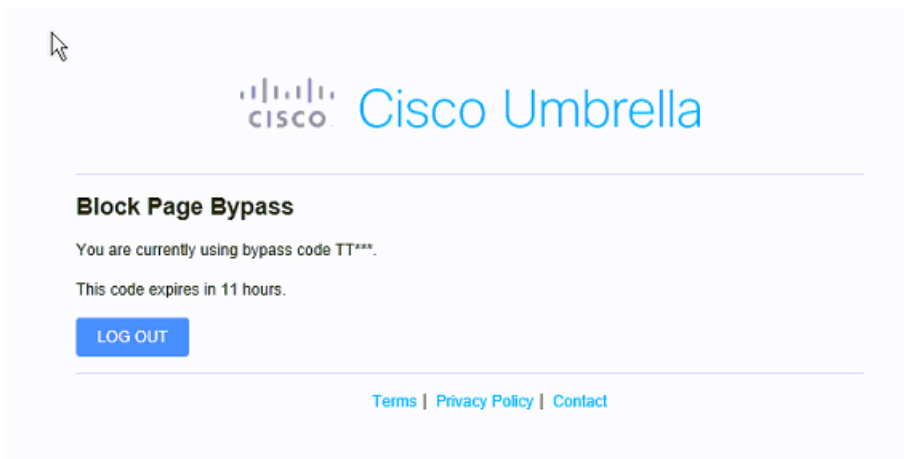 CISCO Cisco Umbrella
Block Page Bypass
You are currently using bypass code TT***.
This code expires in 11 hours.
LOG OUT
Terms | Privacy Policy | Contact